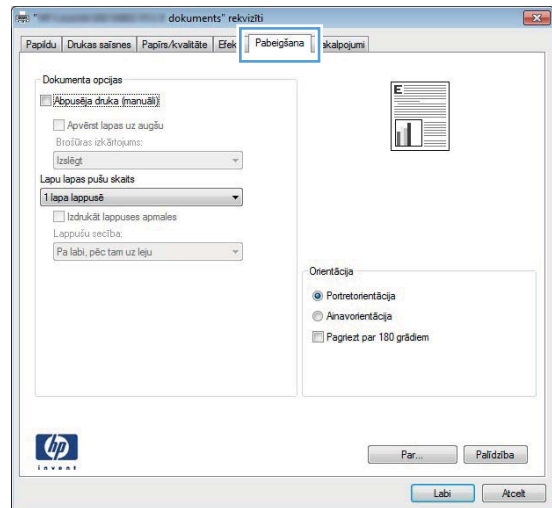 dokuments" rekvizīti
Papildu Drukas saīsnes Papīrs/kvalitāte Pabeigšana
Dokumenta opcijas
Abpusēja druka (manuāli)
Apvērst lapas uz augšu
Brošūras izkārtojums:
Izslēgt
Lapu lapas pušu skaits
1 lapa lappusē
Izdrukāt lappuses apmales
Lappušu secība:
Pa labi, pēc tam uz leju
E
Orientācija
Portretorientācija
Ainavorientācija
Pagriezt par 180 grādiem
hp
invent
Par... Palīdzība
Labi Atcelt